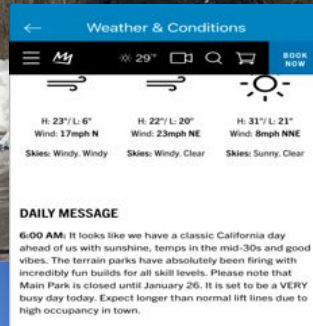 Weather & Conditions
29°
BOOK
NOW
H: 23°/ L: 6° H: 22°/ L: 20° H: 31°/ L: 21°
Wind: 17mph N Wind: 23mph NE Wind: 8mph NNE
Skies: Windy. Windy Skies: Windy. Clear Skies: Sunny. Clear
DAILY MESSAGE
6:00 AM: It looks like we have a classic California day
ahead of us with sunshine, temps in the mid-30s and good
vibes. The terrain parks have absolutely been firing with
incredibly fun builds for all skill levels. Please note that
Main Park is closed until January 26. It is set to be a VERY
busy day today. Expect longer than normal lift lines due to
high occupancy in town.